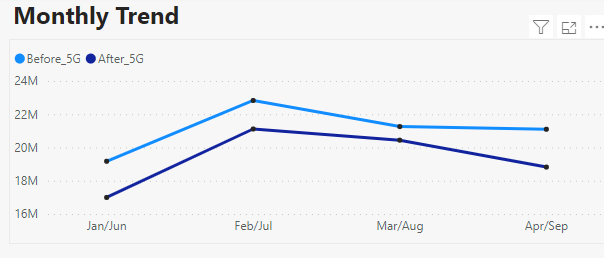 Monthly Trend
Before_5G After_5G
24M
22M
20M
18M
16M
Jan/Jun Feb/Jul Mar/Aug Apr/Sep